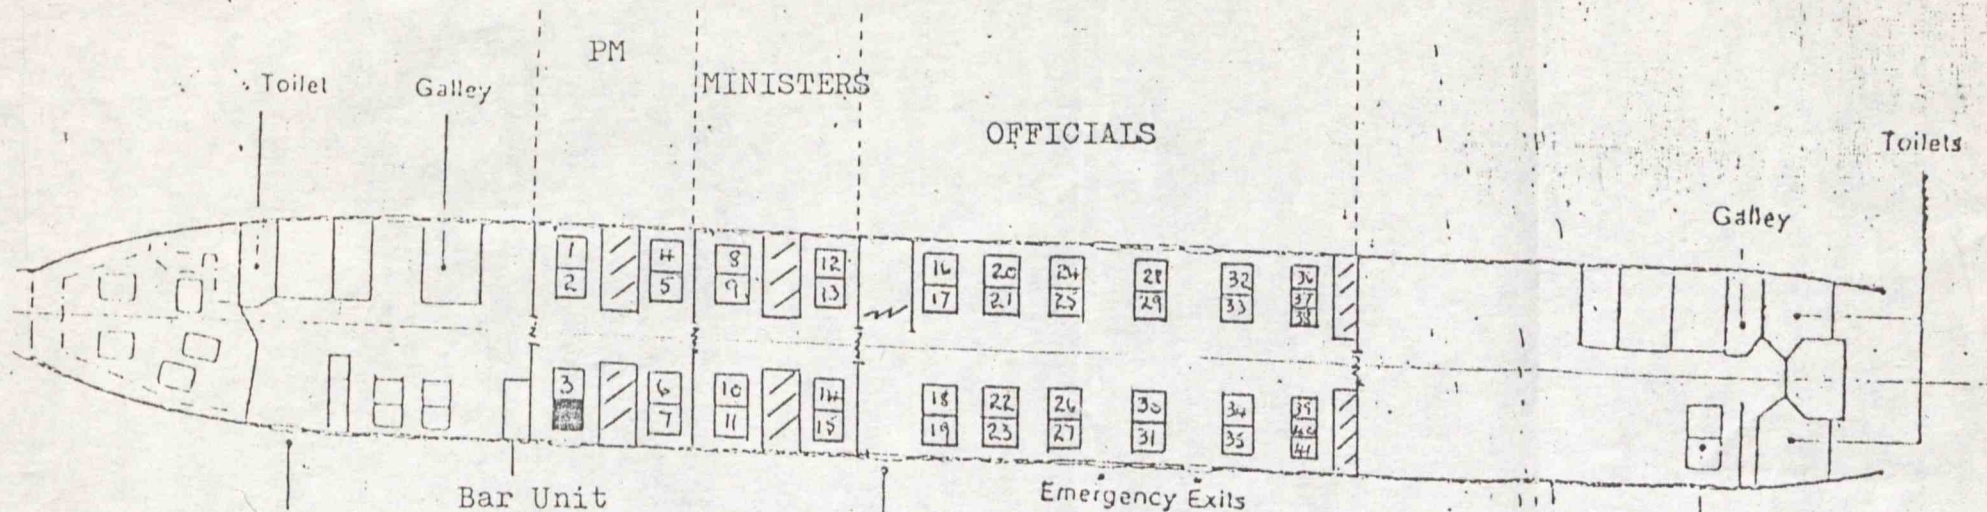 PM
Toilet
Galley
MINISTERS
OFFICIALS
Toilets
Galley
1 4 8 12 16 20 24 28 32 36
2 5 9 13 17 21 25 29 33 37
38
3 6 10 14 18 22 26 30 34 39
7 11 15 19 23 27 31 35 40
41
Bar Unit
Emergency Exits